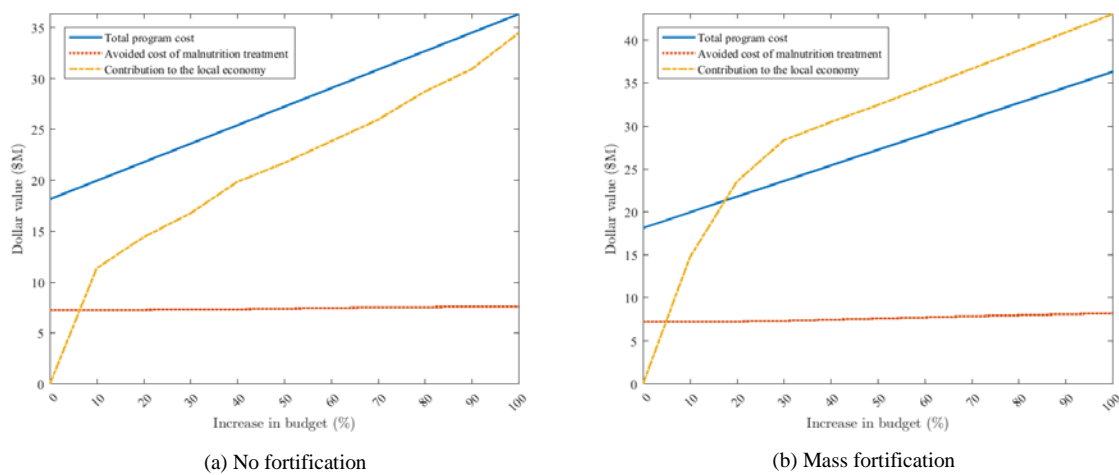 Total program cost
Avoided cost of malnutrition treatment
Contribution to the local economy
35
30
25
20
15
10
5
0
Dollar value ($M)
0 10 20 30 40 50 60 70 80 90 100
Increase in budget (%)
(a) No fortification
Total program cost
Avoided cost of malnutrition treatment
Contribution to the local economy
40
35
30
25
20
15
10
5
0
Dollar value ($M)
0 10 20 30 40 50 60 70 80 90 100
Increase in budget (%)
(b) Mass fortification